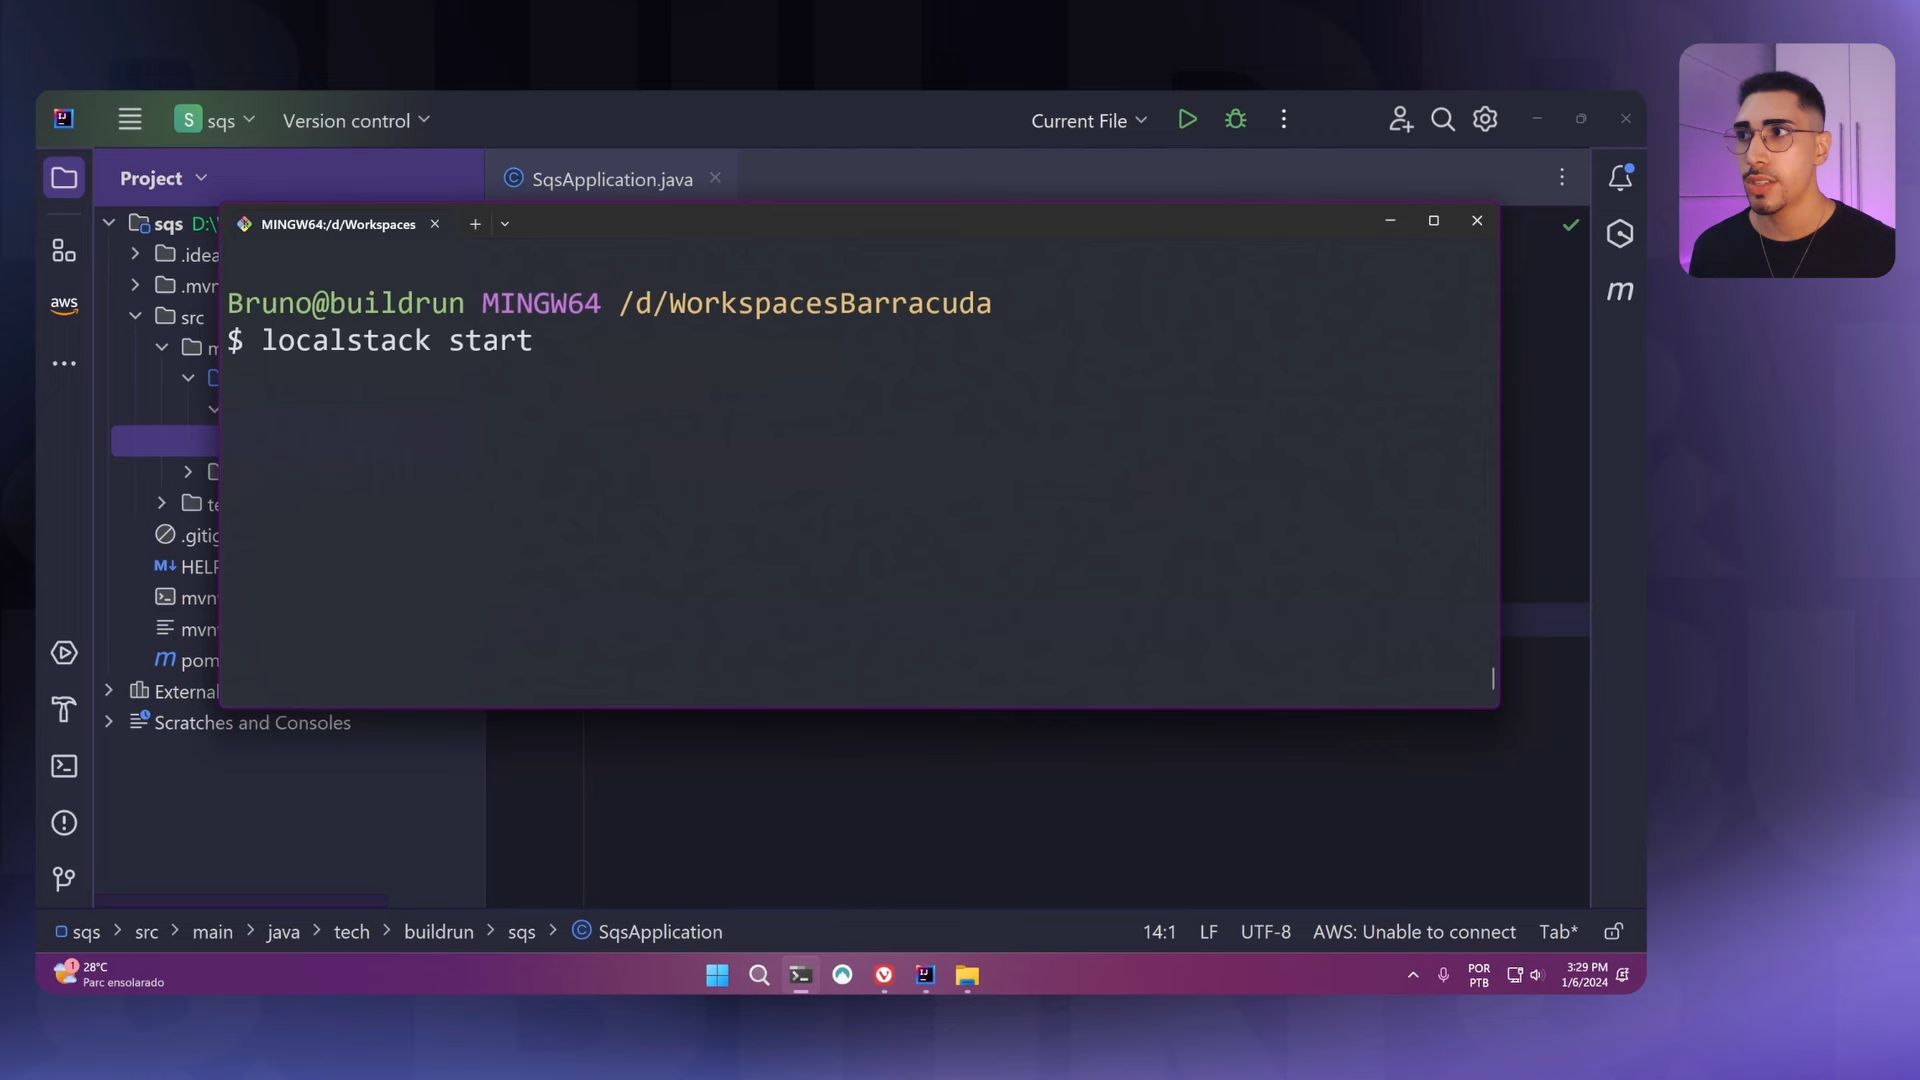 S sqs
Version control
Current File
Project
SqsApplication.java
sqs D:\
MINGW64:/d/Workspaces
.idea
.mvn
src
aws
m
Bruno@buildrun MINGW64 /d/WorkspacesBarracuda
$ localstack start
m
te
.gitig
M↓ HELP
mvn
mvn
m pom
External
Scratches and Consoles
sqs > src > main > java > tech > buildrun > sqs > SqsApplication
14:1 LF UTF-8 AWS: Unable to connect Tab*
1
28°C
Parc ensolarado
POR
PTB
3:29 PM
1/6/2024